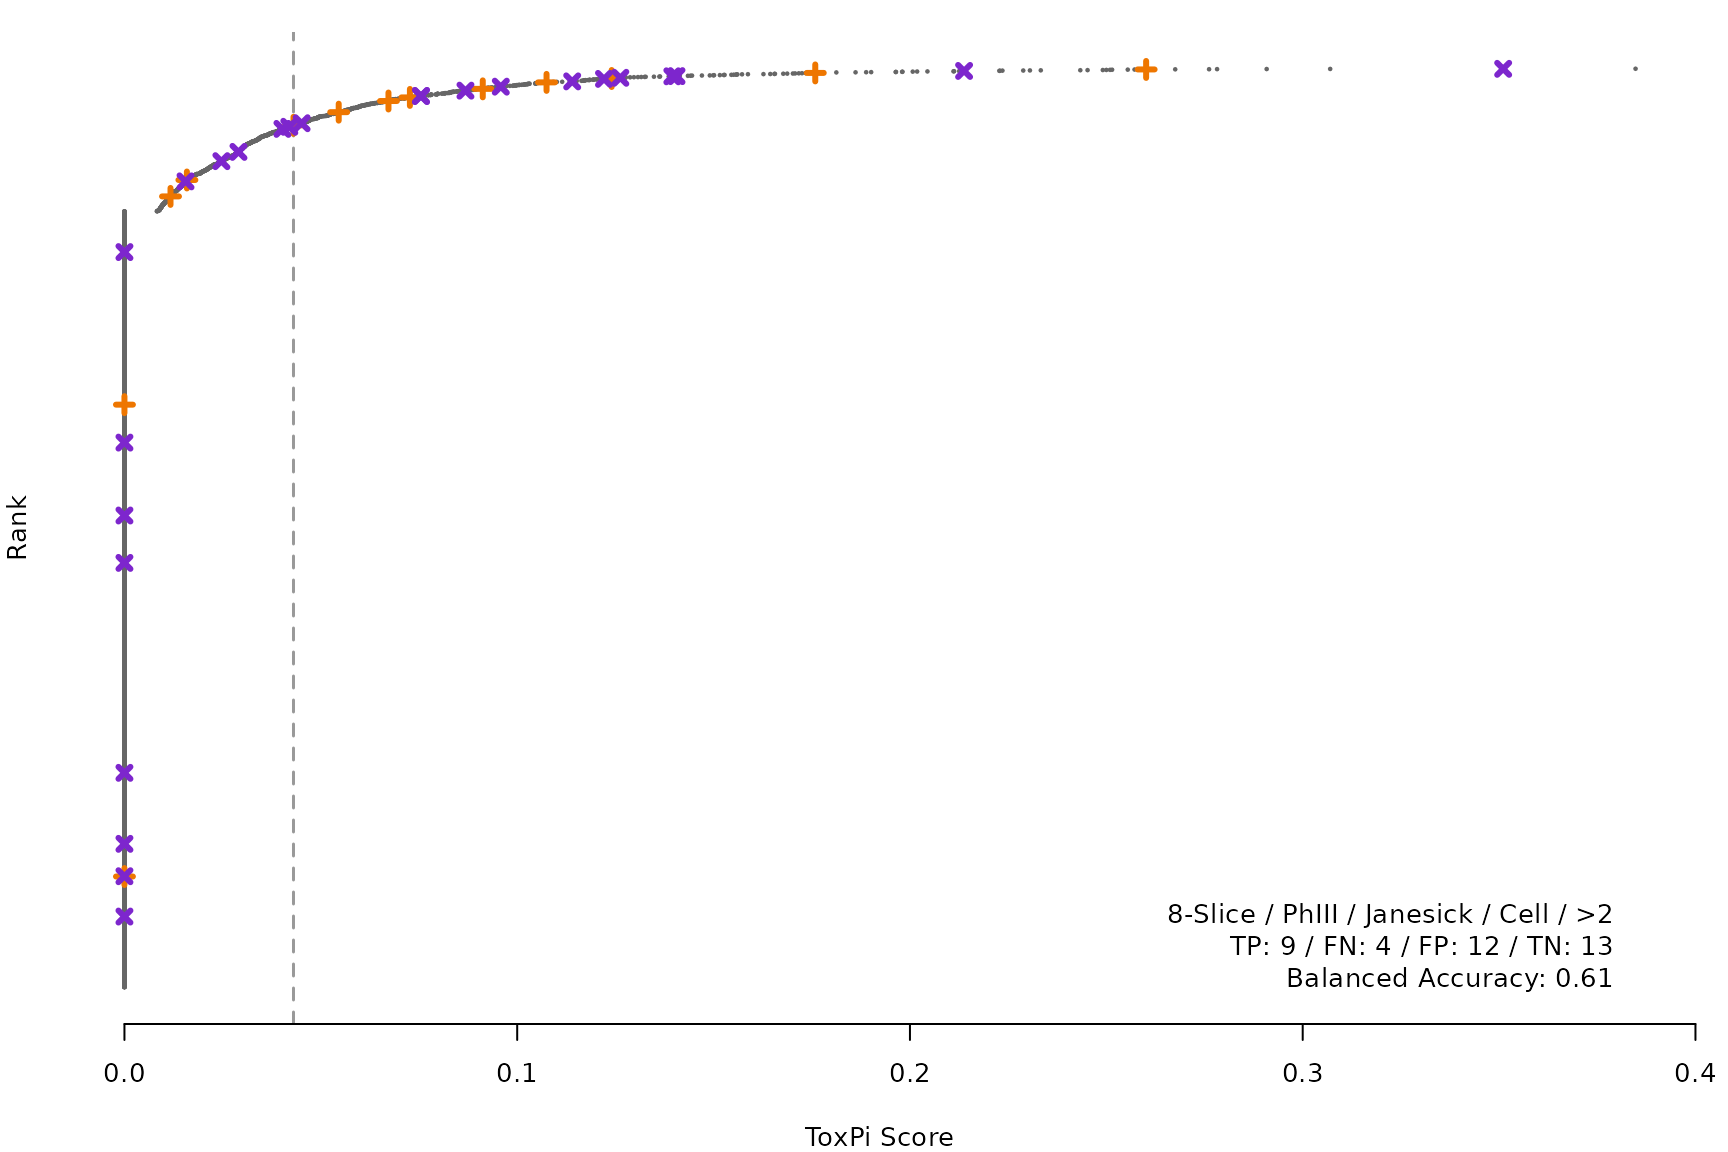 Rank
8-Slice / PhIII / Janesick / Cell / >2
TP: 9 / FN: 4 / FP: 12 / TN: 13
Balanced Accuracy: 0.61
0.0 0.1 0.2 0.3 0.4
ToxPi Score